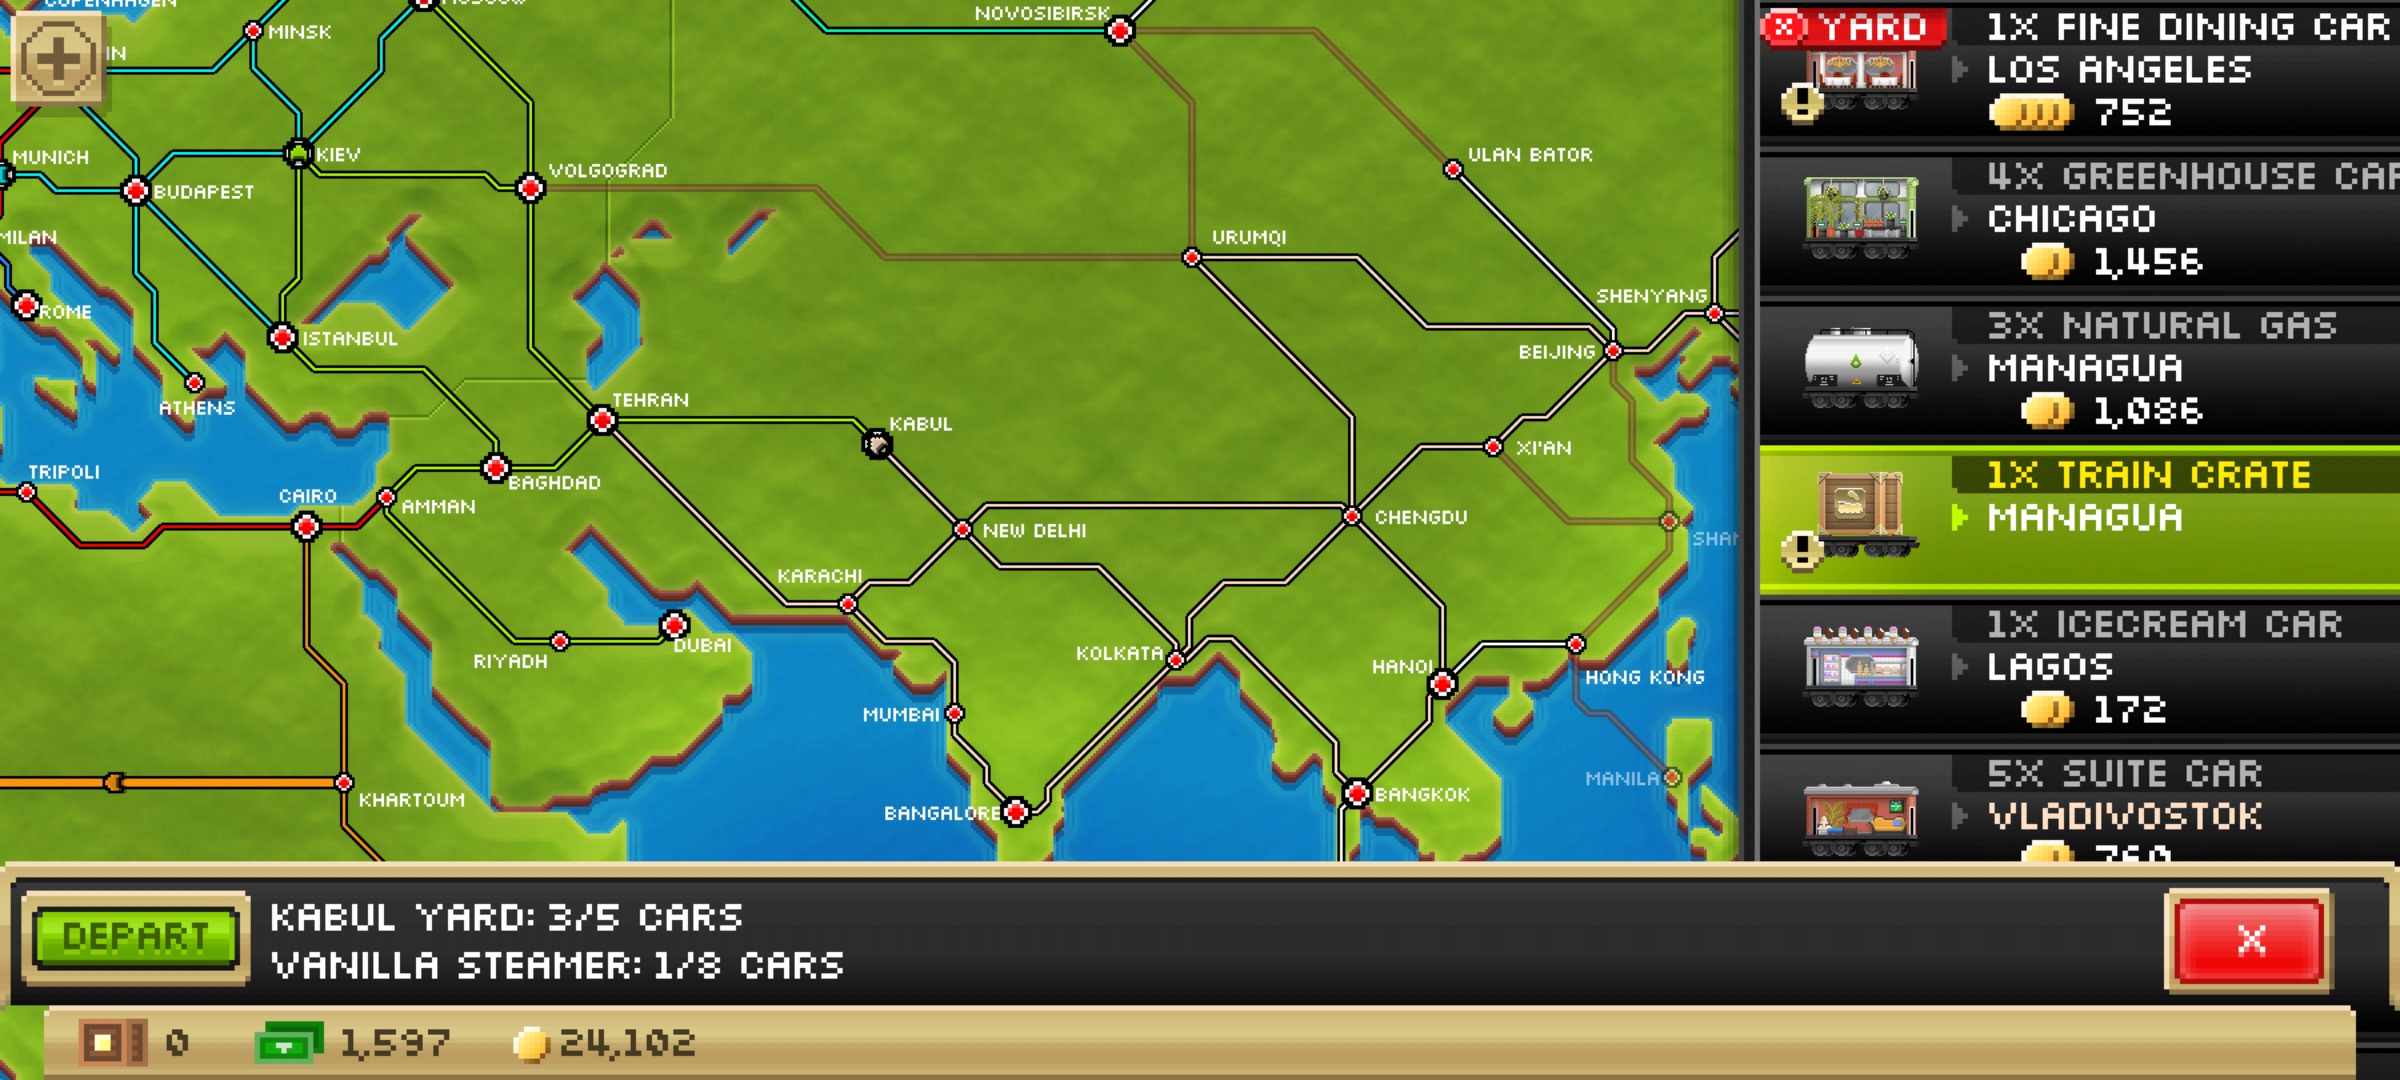 MINSK
NOVOSIBIRSK
MUNICH
KIEV
BUDAPEST
VOLGOGRAD
ULAN BATOR
MILAN
URUMQI
ROME
ISTANBUL
SHENYANG
BEIJING
ATHENS
TEHRAN
KABUL
TRIPOLI
CAIRO
BAGHDAD
AMMAN
XI'AN
NEW DELHI
CHENGDU
KARACHI
RIYADH
DUBAI
KOLKATA
HANOI
HONG KONG
MUMBAI
MANILA
KHARTOUM
BANGALORE
BANGKOK
YARD
1X FINE DINING CAR
LOS ANGELES
752
4X GREENHOUSE CAR
CHICAGO
1,456
3X NATURAL GAS
MANAGUA
1,086
1X TRAIN CRATE
MANAGUA
1X ICECREAM CAR
LAGOS
172
5X SUITE CAR
VLADIVOSTOK
760
DEPART
KABUL YARD: 3/5 CARS
VANILLA STEAMER: 1/8 CARS
X
0
1,597
24,102